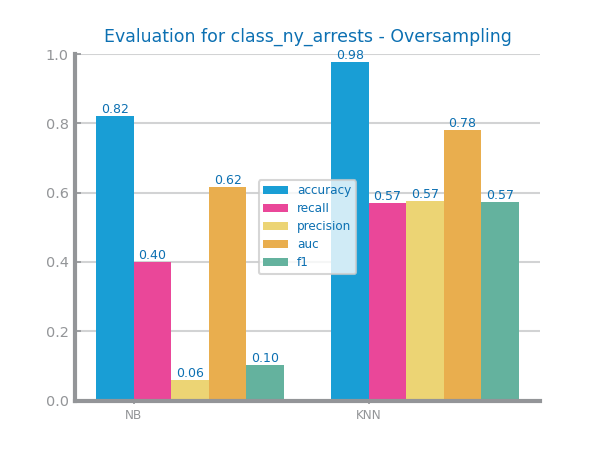 Evaluation for class_ny_arrests - Oversampling
1.0
0.8
0.6
0.4
0.2
0.0
0.82
0.40
0.06
0.62
0.10
0.98
0.57
0.57
0.78
0.57
accuracy
recall
precision
auc
f1
NB
KNN